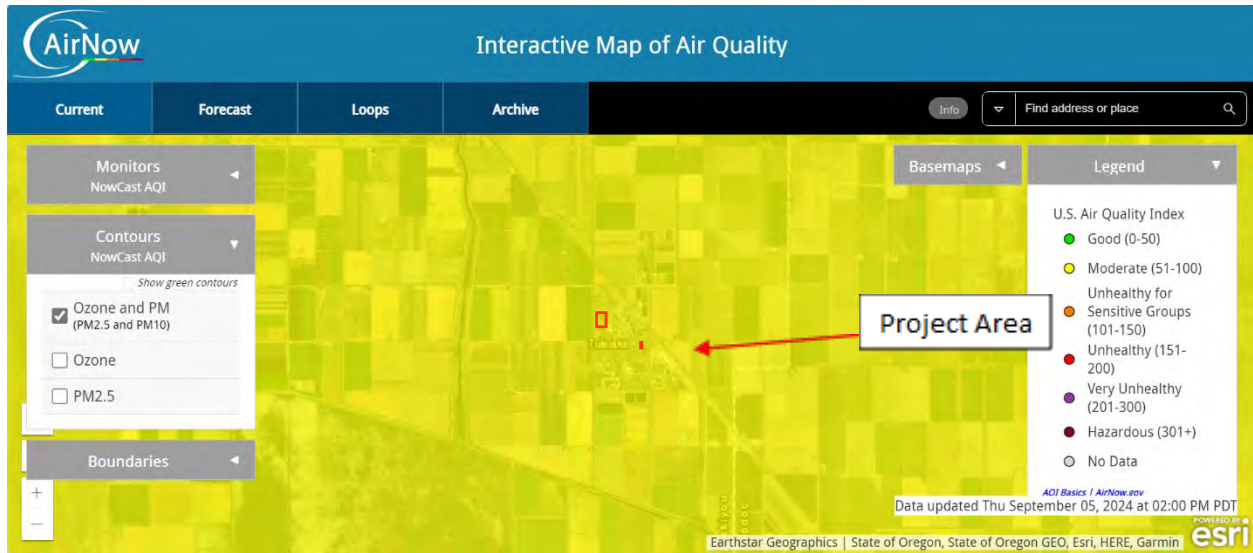 AirNow
Interactive Map of Air Quality
Current
Forecast
Loops
Archive
Info
Find address or place
Monitors
NowCast AQI
Contours
NowCast AQI
Show green contours
Ozone and PM
(PM2.5 and PM10)
Ozone
PM2.5
Boundaries
+
−
Tulelake
Project Area
Basemaps
Legend
U.S. Air Quality Index
Good (0-50)
Moderate (51-100)
Unhealthy for
Sensitive Groups
(101-150)
Unhealthy (151-
200)
Very Unhealthy
(201-300)
Hazardous (301+)
No Data
AQI Basics | AirNow.gov
Data updated Thu September 05, 2024 at 02:00 PM PDT
Earthstar Geographics | State of Oregon, State of Oregon GEO, Esri, HERE, Garmin
POWERED BY
esri